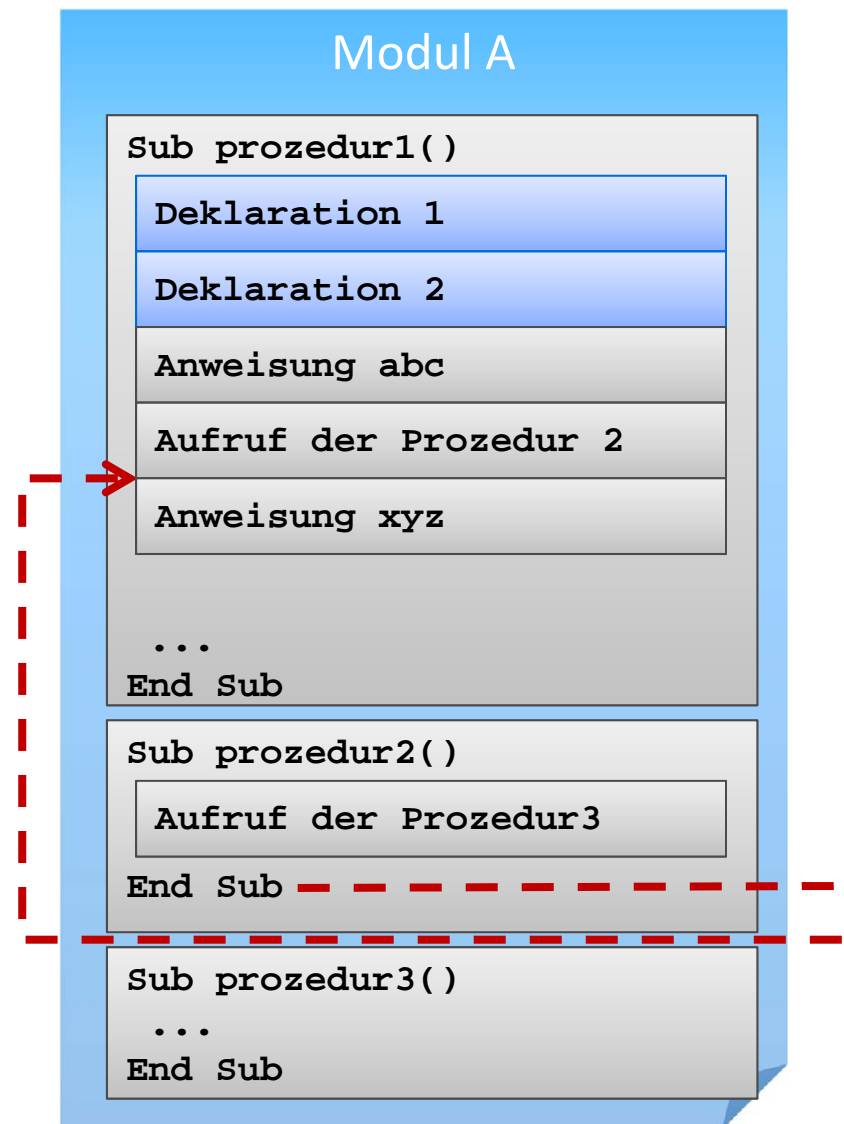 Modul A
Sub prozedur1()
Deklaration 1
Deklaration 2
Anweisung abc
Aufruf der Prozedur 2
Anweisung xyz
...
End Sub
Sub prozedur2()
Aufruf der Prozedur3
End Sub
Sub prozedur3()
...
End Sub